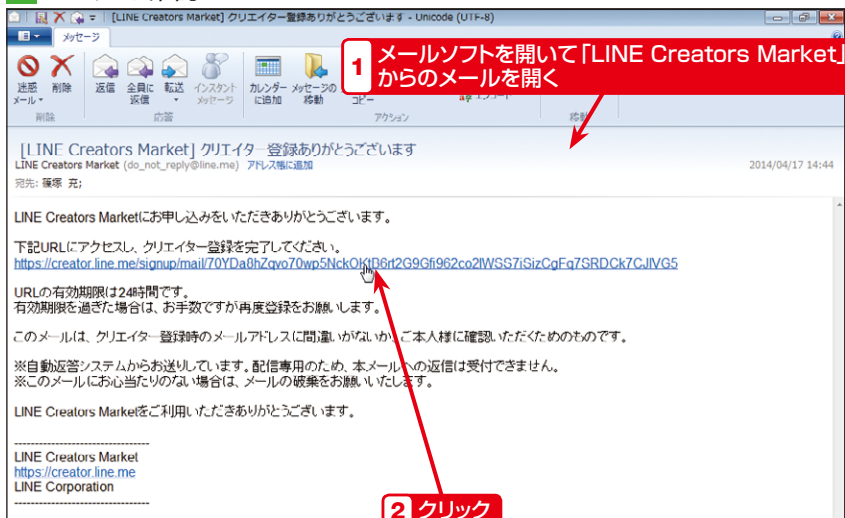 [LINE Creators Market] クリエイター登録ありがとうございます - Unicode (UTF-8)
メッセージ
1 メールソフトを開いて「LINE Creators Market」
からのメールを開く
迷惑
メール
削除
返信
全員に
返信
転送
インスタント
メッセージ
カレンダー
に追加
メッセージの
移動
コピー
削除
応答
アクション
[LINE Creators Market] クリエイター登録ありがとうございます
LINE Creators Market (do_not_reply@line.me) アドレス帳に追加
2014/04/17 14:44
宛先: 篠塚 充;
LINE Creators Marketにお申し込みをいただきありがとうございます。
下記URLにアクセスし、クリエイター登録を完了してください。
https://creator.line.me/signup/mail/70YDa8hZqvo70wp5NckOKtB6rt2G9Gfi962co2lWSS7iSizCgFq7SRDCk7CJlVG5
URLの有効期限は24時間です。
有効期限を過ぎた場合は、お手数ですが再度登録をお願いします。
このメールは、クリエイター登録時のメールアドレスに間違いがないか、ご本人様に確認いただくためのものです。
※自動返答システムからお送りしています。配信専用のため、本メールへの返信は受付できません。
※このメールにお心当たりのない場合は、メールの破棄をお願いいたします。
LINE Creators Marketをご利用いただきありがとうございます。
--------------------------------
LINE Creators Market
https://creator.line.me
LINE Corporation
--------------------------------
2 クリック